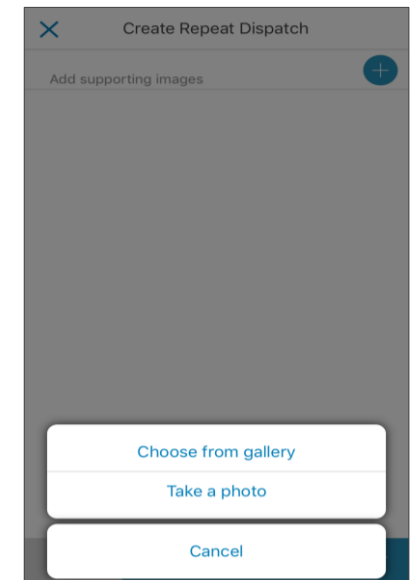 Create Repeat Dispatch
Add supporting images
Choose from gallery
Take a photo
Cancel